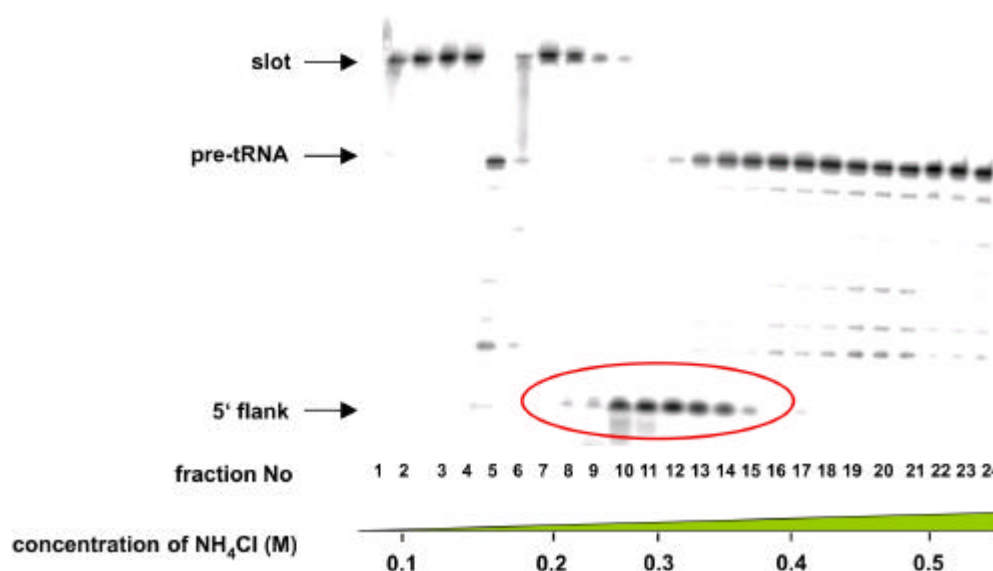 slot
pre-tRNA
5' flank
fraction No 1 2 3 4 5 6 7 8 9 10 11 12 13 14 15 16 17 18 19 20 21 22 23 24
concentration of NH₄Cl (M) 0.1 0.2 0.3 0.4 0.5